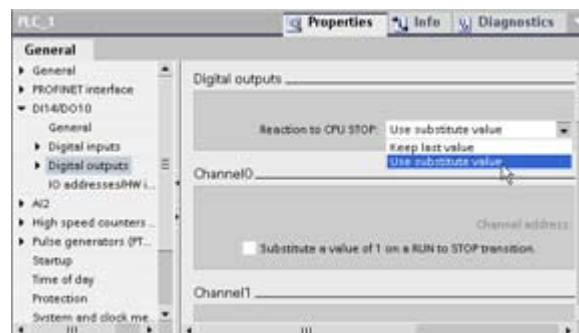 PLC_1
Properties
Info
Diagnostics
General
General
PROFINET interface
DI14/DO10
General
Digital inputs
Digital outputs
IO addresses/HW i...
AI2
High speed counters ...
Pulse generators (PT...
Startup
Time of day
Protection
System and clock me...
Digital outputs
Reaction to CPU STOP: Use substitute value
Keep last value
Use substitute value
Channel0
Channel address:
Substitute a value of 1 on a RUN to STOP transition.
Channel1